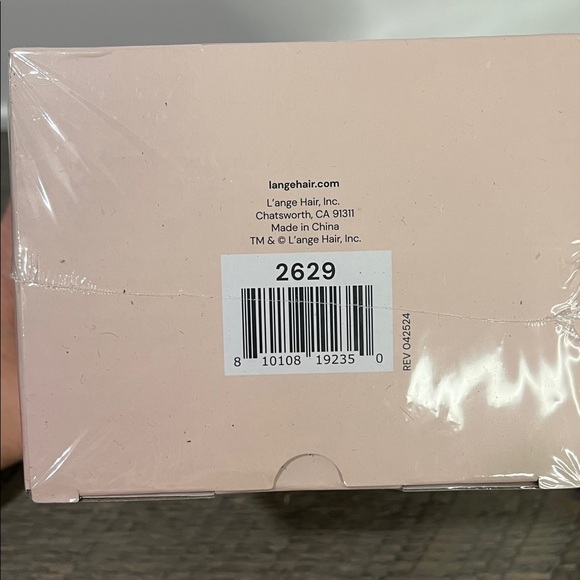 langehair.com
L'ange Hair, Inc.
Chatsworth, CA 91311
Made in China
TM & © L'ange Hair, Inc.
2629
8 10108 19235 0
REV 042524